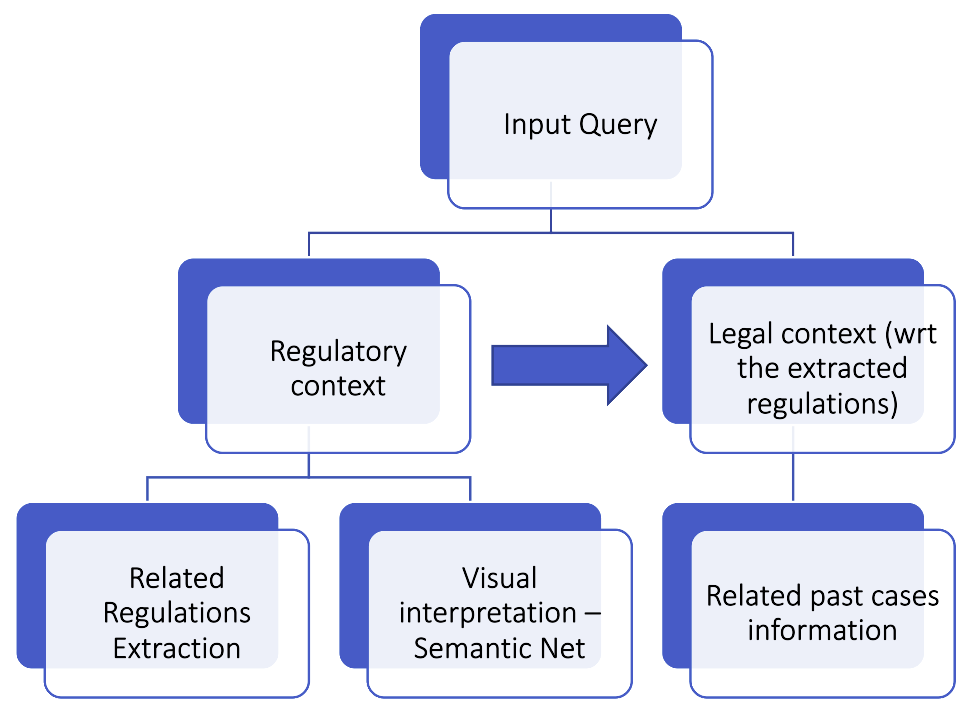 Input Query
Regulatory
context
Legal context (wrt
the extracted
regulations)
Related
Regulations
Extraction
Visual
interpretation –
Semantic Net
Related past cases
information